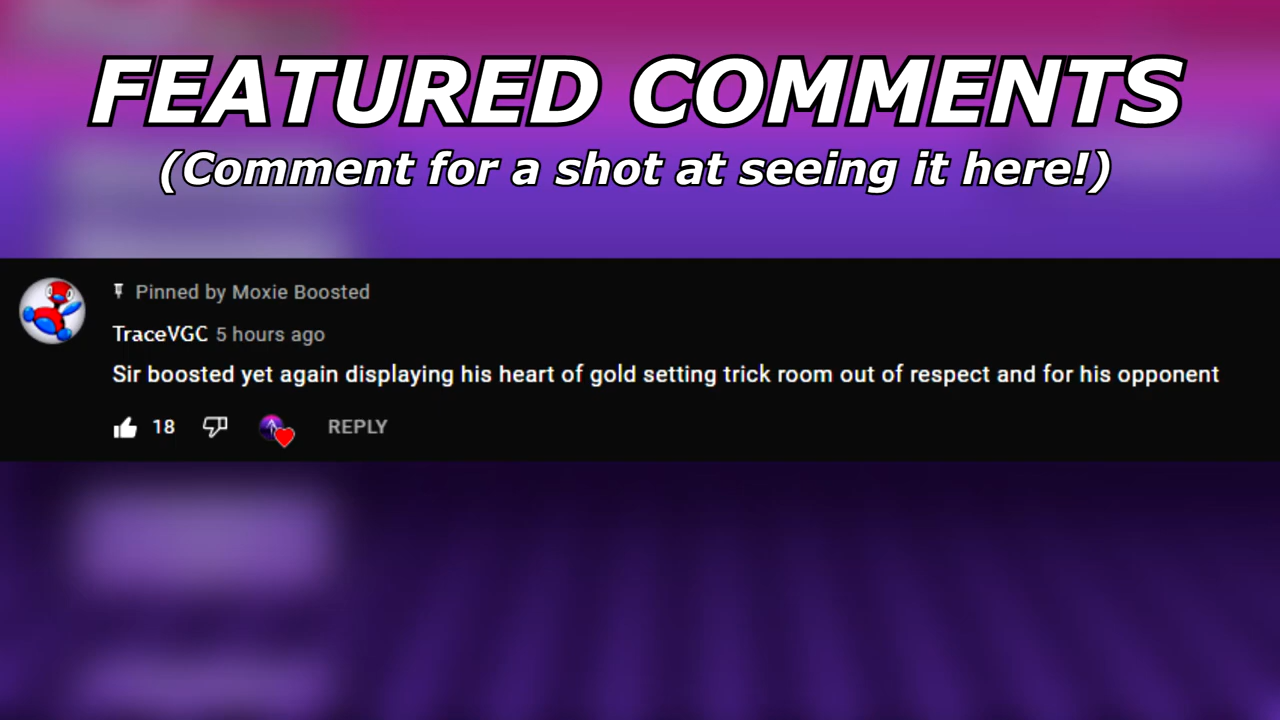 FEATURED COMMENTS
(Comment for a shot at seeing it here!)
Pinned by Moxie Boosted
TraceVGC 5 hours ago
Sir boosted yet again displaying his heart of gold setting trick room out of respect and for his opponent
18 REPLY